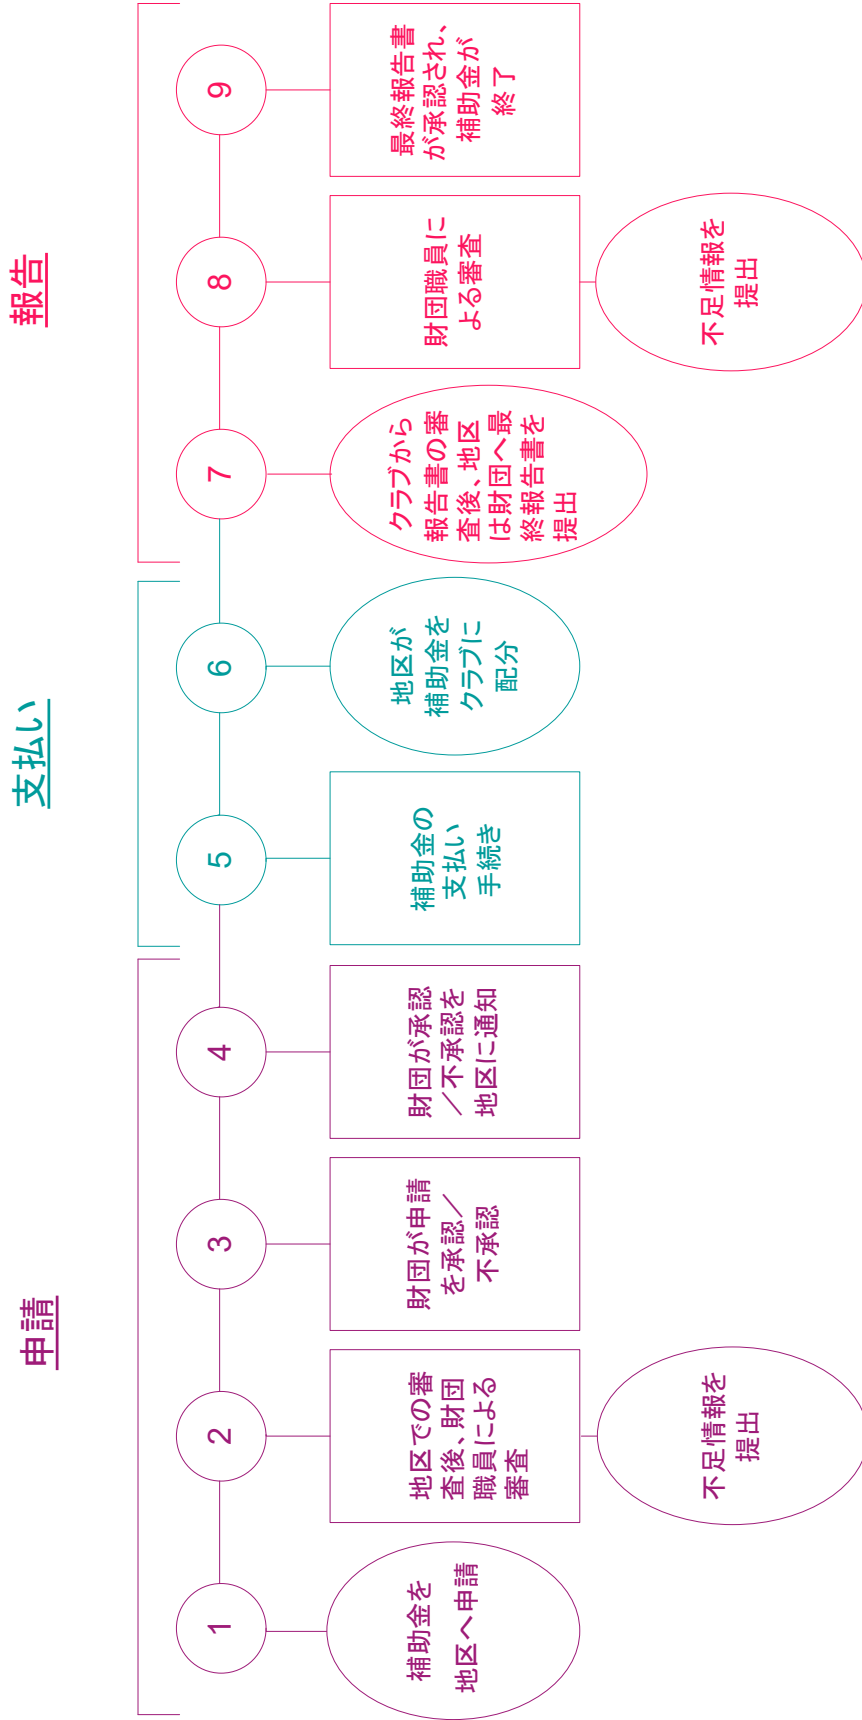 申請
1
補助金を
地区へ申請
2
地区での審
査後、財団
職員による
審査
不足情報を
提出
3
財団が申請
を承認／
不承認
4
財団が承認
／不承認を
地区に通知
支払い
5
補助金の
支払い
手続き
6
地区が
補助金を
クラブに
配分
報告
7
クラブから
報告書の審
査後、地区
は財団へ最
終報告書を
提出
8
財団職員に
よる審査
不足情報を
提出
9
最終報告書
が承認され、
補助金が
終了